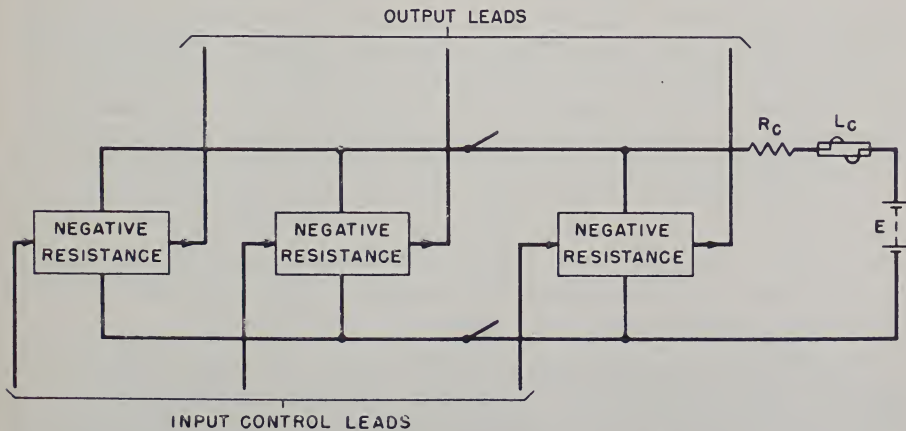 OUTPUT LEADS
RC
LC
NEGATIVE
RESISTANCE
NEGATIVE
RESISTANCE
NEGATIVE
RESISTANCE
E
INPUT CONTROL LEADS